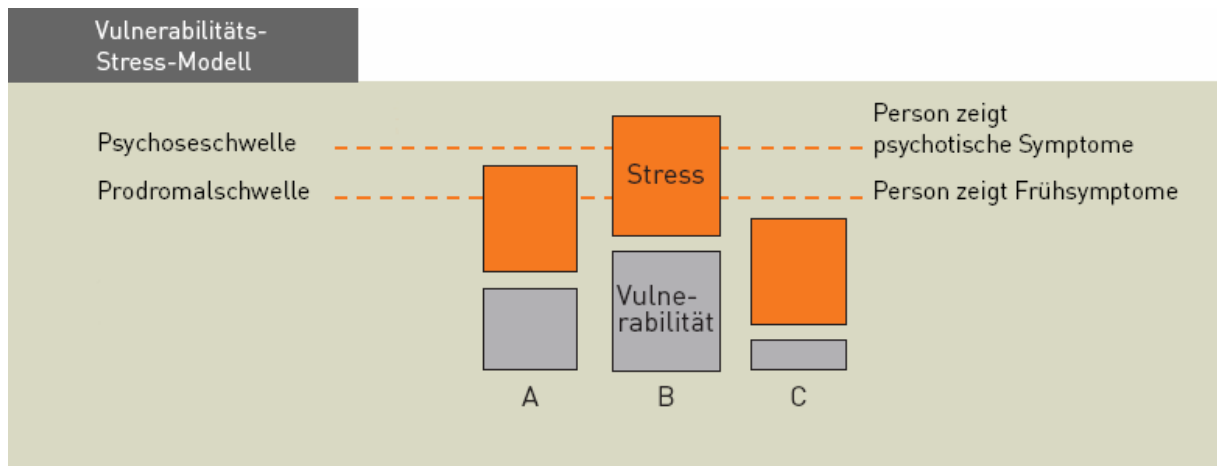 Vulnerabilitäts-
Stress-Modell
Psychoseschwelle
Person zeigt
psychotische Symptome
Prodromalschwelle
Person zeigt Frühsymptome
Stress
Vulne-
rabilität
A
B
C